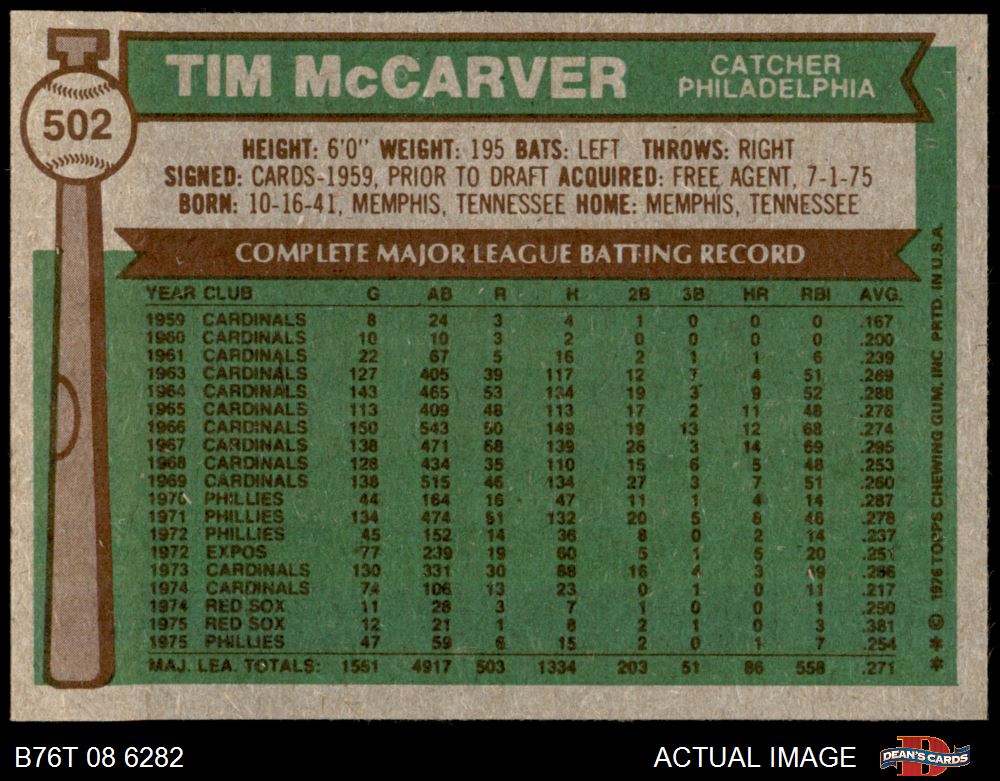 502
TIM McCARVER
CATCHER
PHILADELPHIA
HEIGHT: 6'0" WEIGHT: 195 BATS: LEFT THROWS: RIGHT
SIGNED: CARDS-1959, PRIOR TO DRAFT ACQUIRED: FREE AGENT, 7-1-75
BORN: 10-16-41, MEMPHIS, TENNESSEE HOME: MEMPHIS, TENNESSEE
COMPLETE MAJOR LEAGUE BATTING RECORD
YEAR CLUB G AB R H 2B 3B HR RBI AVG.
1959 CARDINALS 8 24 3 4 1 0 0 0 .167
1960 CARDINALS 10 10 3 2 0 0 0 0 .200
1961 CARDINALS 22 67 5 16 2 1 1 6 .239
1963 CARDINALS 127 405 39 117 12 7 4 51 .289
1964 CARDINALS 143 465 53 134 19 3 9 52 .288
1965 CARDINALS 113 409 48 113 17 2 11 48 .276
1966 CARDINALS 150 543 50 149 19 13 12 68 .274
1967 CARDINALS 138 471 68 139 26 3 14 69 .295
1968 CARDINALS 128 434 35 110 15 6 5 48 .253
1969 CARDINALS 138 515 46 134 27 3 7 51 .260
1970 PHILLIES 44 164 16 47 11 1 4 14 .287
1971 PHILLIES 134 474 51 132 20 5 8 46 .278
1972 PHILLIES 45 152 14 36 8 0 2 14 .237
1972 EXPOS 77 239 19 60 5 1 5 20 .251
1973 CARDINALS 130 331 30 88 16 4 3 49 .266
1974 CARDINALS 74 106 13 23 0 1 0 11 .217
1974 RED SOX 11 28 3 7 1 0 0 1 .250
1975 RED SOX 12 21 1 8 2 1 0 3 .381
1975 PHILLIES 47 59 6 15 2 0 1 7 .254
MAJ. LEA. TOTALS: 1551 4917 503 1334 203 51 86 558 .271
* * © 1976 TOPPS CHEWING GUM, INC. PRTD. IN U.S.A.
B76T 08 6282
ACTUAL IMAGE
DEAN'S CARDS